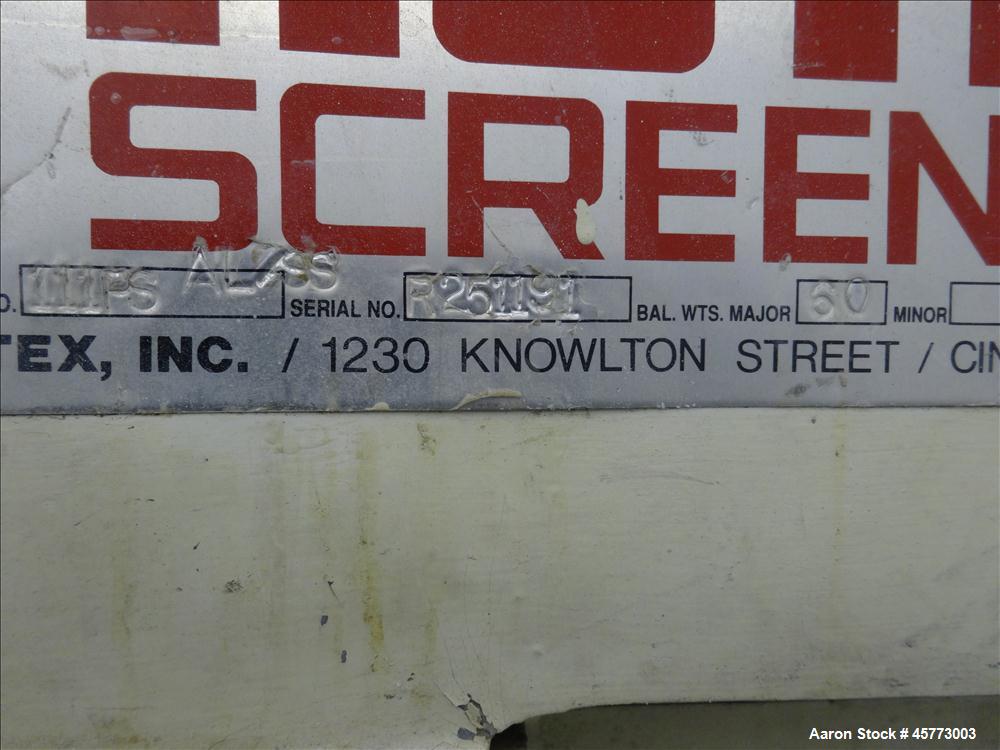 SCREEN
SERIAL NO. R251191 BAL. WTS. MAJOR 60 MINOR
TEX, INC. / 1230 KNOWLTON STREET / CIN
Aaron Stock # 45773003